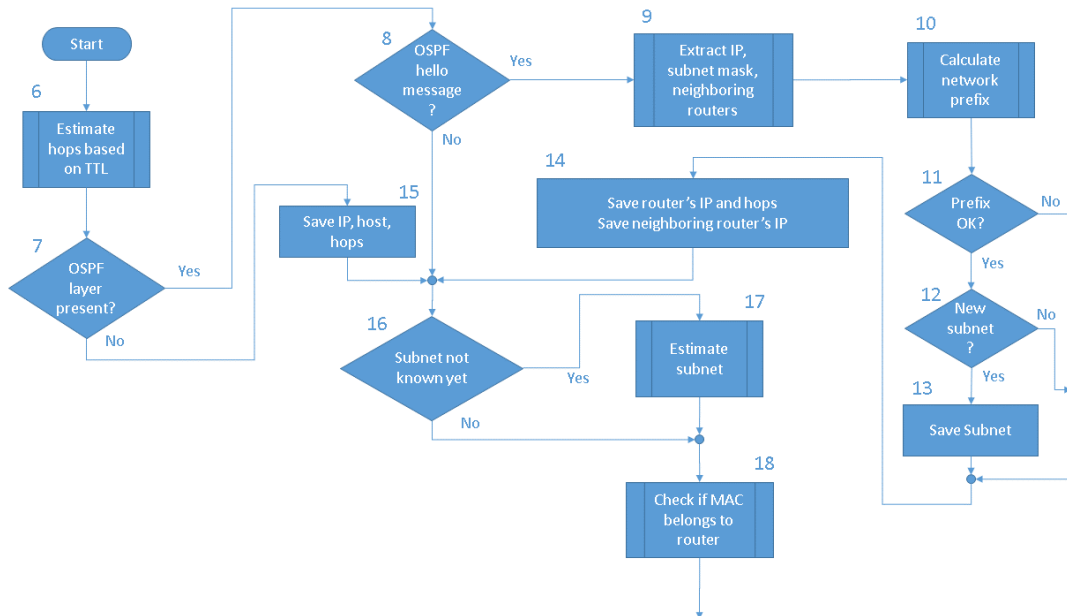 Start
6
Estimate
hops based
on TTL
7
OSPF
layer
present?
Yes
No
8
OSPF
hello
message
?
Yes
No
9
Extract IP,
subnet mask,
neighboring
routers
10
Calculate
network
prefix
11
Prefix
OK?
No
Yes
12
New
subnet
?
No
Yes
13
Save Subnet
14
Save router's IP and hops
Save neighboring router's IP
15
Save IP, host,
hops
16
Subnet not
known yet
Yes
No
17
Estimate
subnet
18
Check if MAC
belongs to
router